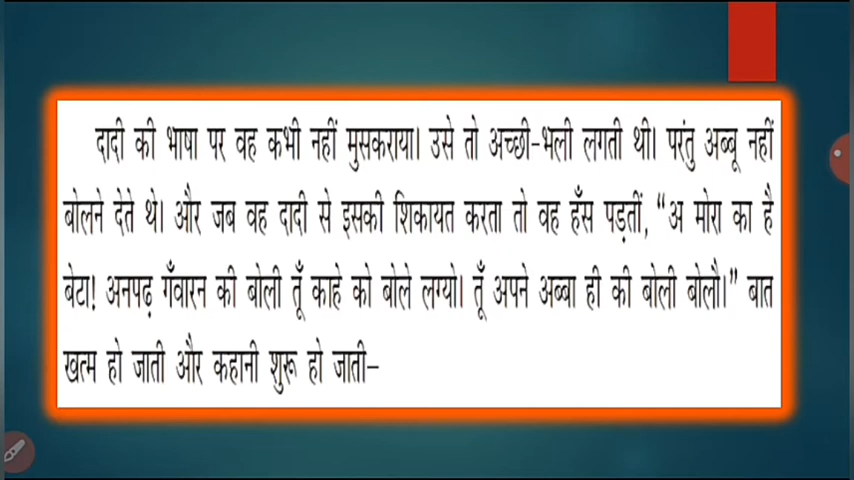 दादी की भाषा पर वह कभी नहीं मुसकराया। उसे तो अच्छी-भली लगती थी। परंतु अब्बू नहीं
बोलने देते थे। और जब वह दादी से इसकी शिकायत करता तो वह हँस पड़तीं, “अ मोरा का है
बेटा! अनपढ़ गँवारन की बोली तूँ काहे को बोले लग्यो। तूँ अपने अब्बा ही की बोली बोलौ।” बात
खत्म हो जाती और कहानी शुरू हो जाती–